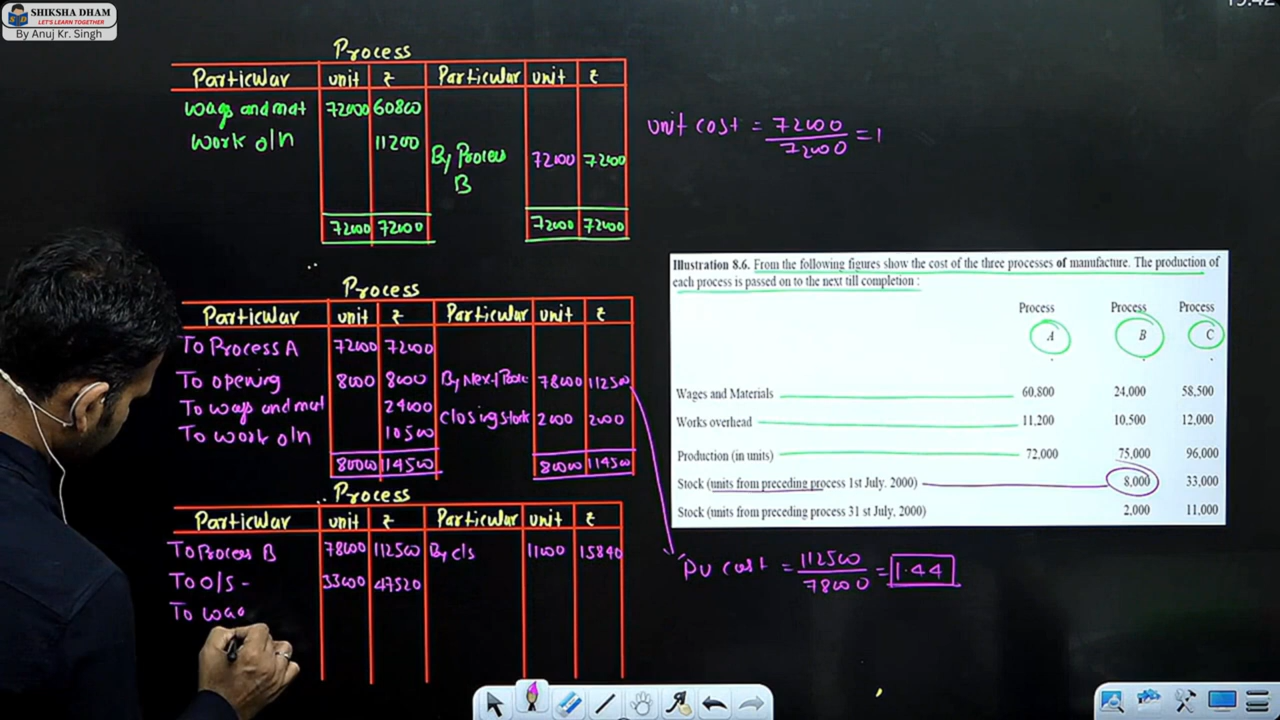 SHIKSHA DHAM
LET'S LEARN TOGETHER
By Anuj Kr. Singh
15:42
Process
Particular unit ₹ Particular unit ₹
Wags and mat 72000 60800
Work o/n 11200
By Process B 72000 72000
72000 72000 72000 72000
unit cost = 72000 / 72000 = 1
Process
Particular unit ₹ Particular unit ₹
To Process A 72000 72000
To opening 8000 8000 By Next Proce 78000 112500
To wags and mat 24000 closing stock 2000 2000
To work o/n 10500
80000 114500 80000 114500
Process
Particular unit ₹ Particular unit ₹
To Process B 78000 112500 By c/s 11000 15840
To O/S - 33000 47520
To wag
Illustration 8.6. From the following figures show the cost of the three processes of manufacture. The production of
each process is passed on to the next till completion :
Process Process Process
A B C
Wages and Materials 60,800 24,000 58,500
Works overhead 11,200 10,500 12,000
Production (in units) 72,000 75,000 96,000
Stock (units from preceding process 1st July. 2000) 8,000 33,000
Stock (units from preceding process 31 st July. 2000) 2,000 11,000
PU cost = 112500 / 78000 = 1.44